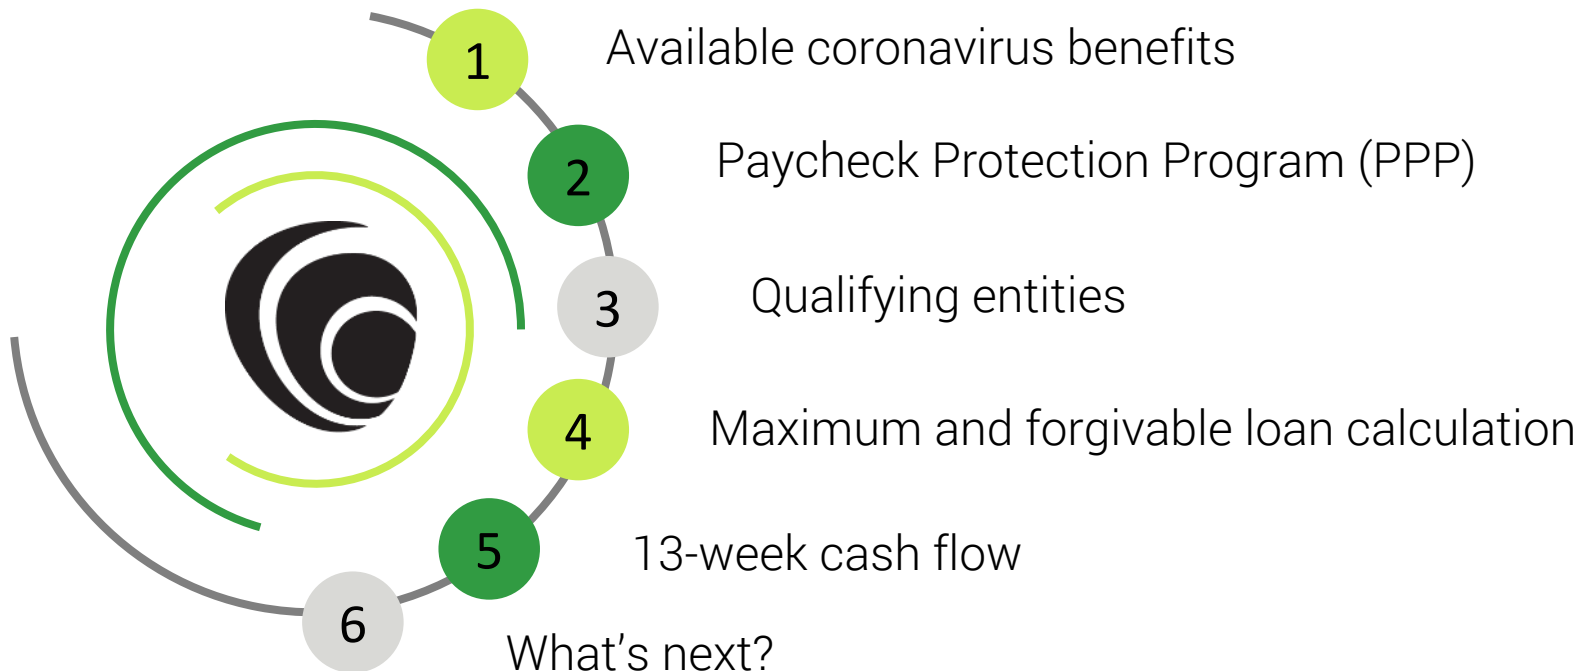 1 Available coronavirus benefits
2 Paycheck Protection Program (PPP)
3 Qualifying entities
4 Maximum and forgivable loan calculation
5 13-week cash flow
6 What's next?